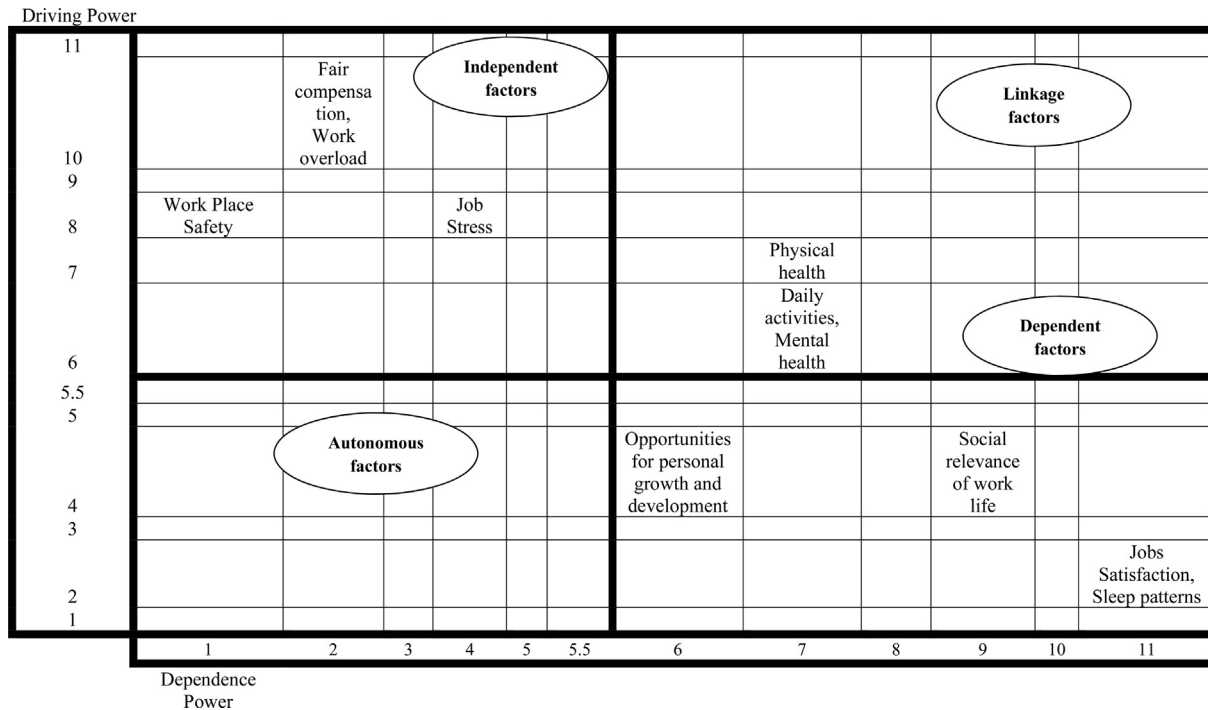 Driving Power
11
Fair
compensa
tion,
Work
overload
Independent
factors
Linkage
factors
10
9
Work Place
Safety
Job
Stress
8
Physical
health
7
Daily
activities,
Mental
health
Dependent
factors
6
5.5
5
Autonomous
factors
Opportunities
for personal
growth and
development
Social
relevance
of work
life
4
3
Jobs
Satisfaction,
Sleep patterns
2
1
1 2 3 4 5 5.5 6 7 8 9 10 11
Dependence
Power